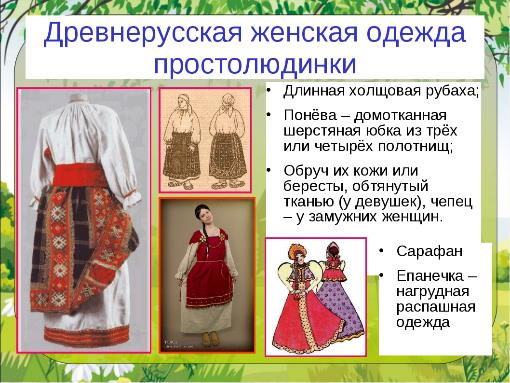 Древнерусская женская одежда
простолюдинки
• Длинная холщовая рубаха;
• Понёва – домотканная
шерстяная юбка из трёх
или четырёх полотнищ;
• Обруч их кожи или
бересты, обтянутый
тканью (у девушек), чепец
– у замужних женщин.
• Сарафан
• Епанечка –
нагрудная
распашная
одежда